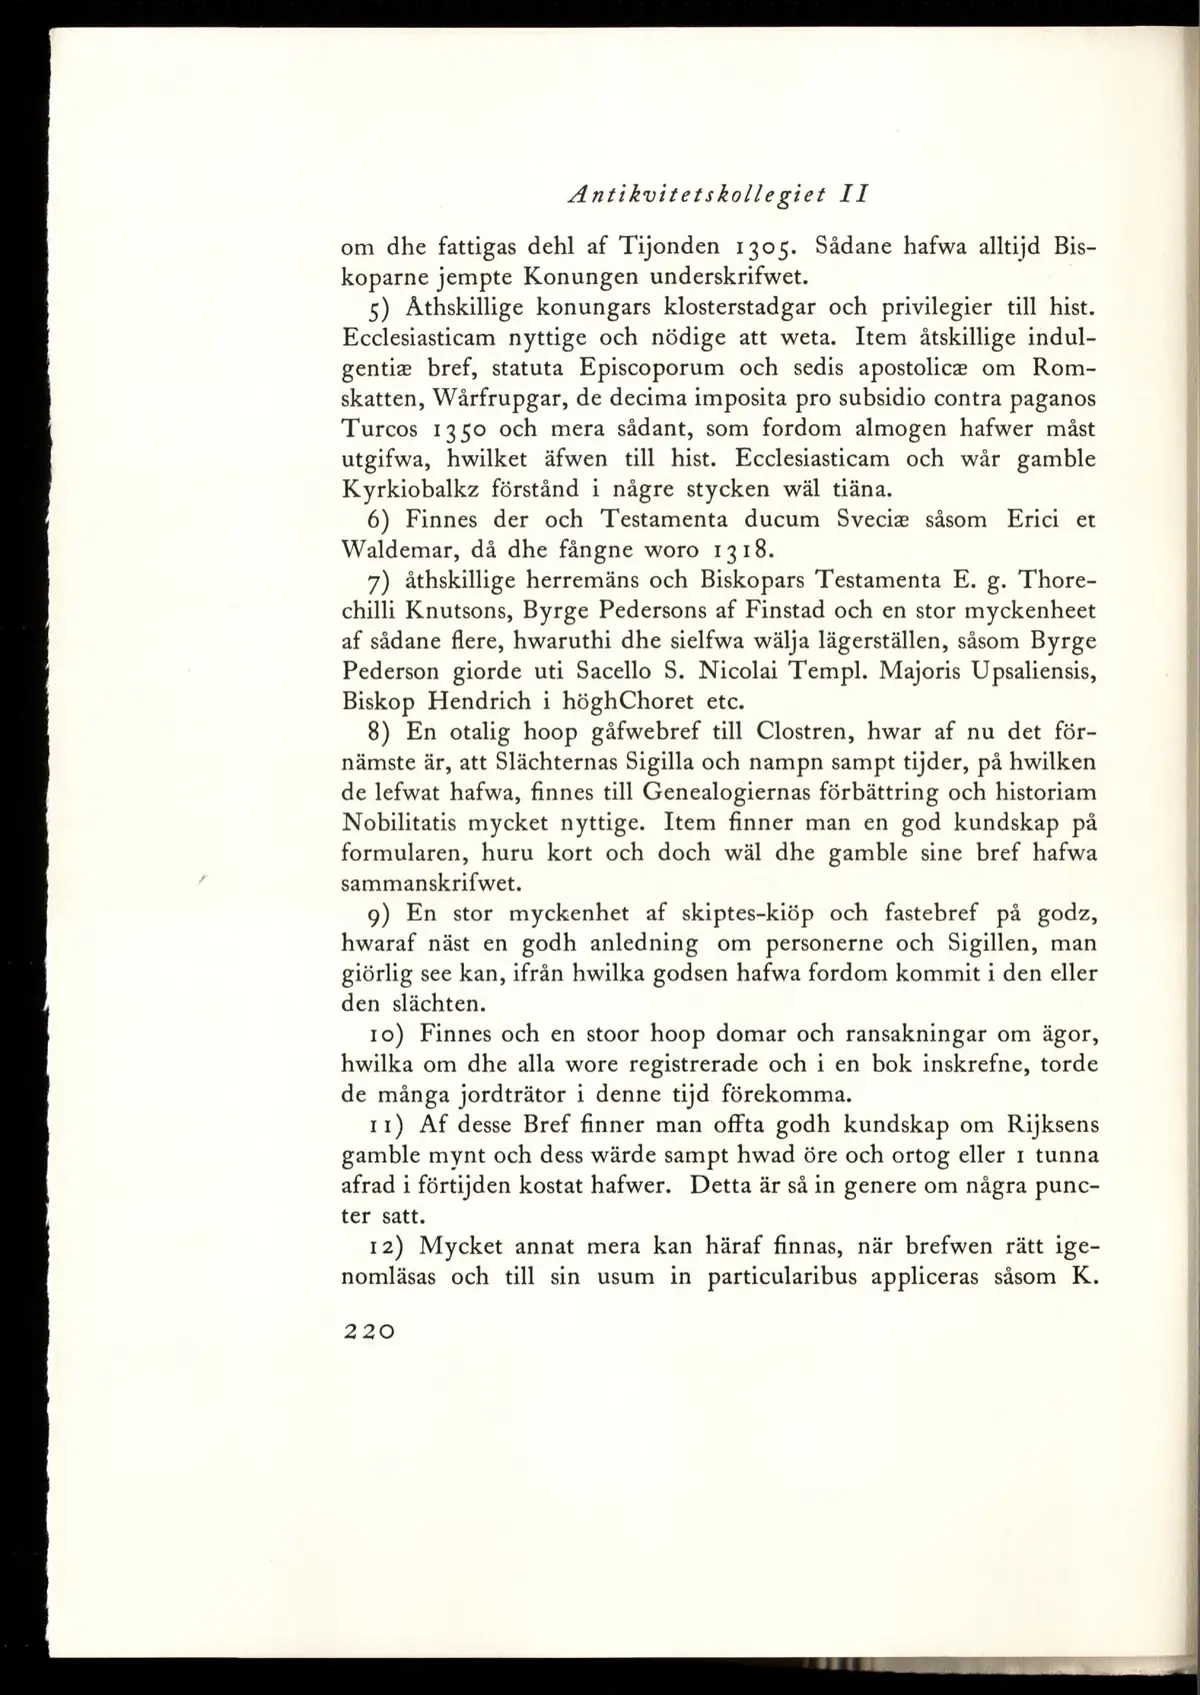 Antikvitetskollegiet II
om dhe fattigas dehl af Tijonden 1305. Sådane hafwa alltijd Bis-
koparne jempte Konungen underskrifwet.
5) Åthskillige konungars klosterstadgar och privilegier till hist.
Ecclesiasticam nyttige och nödige att weta. Item åtskillige indul-
gentiæ bref, statuta Episcoporum och sedis apostolicæ om Rom-
skatten, Wårfrupgar, de decima imposita pro subsidio contra paganos
Turcos 1350 och mera sådant, som fordom almogen hafwer måst
utgifwa, hwilket äfwen till hist. Ecclesiasticam och wår gamble
Kyrkiobalkz förstånd i någre stycken wäl tiäna.
6) Finnes der och Testamenta ducum Sveciæ såsom Erici et
Waldemar, då dhe fångne woro 1318.
7) åthskillige herremäns och Biskopars Testamenta E. g. Thore-
chilli Knutsons, Byrge Pedersons af Finstad och en stor myckenheet
af sådane flere, hwaruthi dhe sielfwa wälja lägerställen, såsom Byrge
Pederson giorde uti Sacello S. Nicolai Templ. Majoris Upsaliensis,
Biskop Hendrich i höghChoret etc.
8) En otalig hoop gåfwebref till Clostren, hwar af nu det för-
nämste är, att Slächternas Sigilla och nampn sampt tijder, på hwilken
de lefwat hafwa, finnes till Genealogiernas förbättring och historiam
Nobilitatis mycket nyttige. Item finner man en god kundskap på
formularen, huru kort och doch wäl dhe gamble sine bref hafwa
sammanskrifwet.
9) En stor myckenhet af skiptes-kiöp och fastebref på godz,
hwaraf näst en godh anledning om personerne och Sigillen, man
giörlig see kan, ifrån hwilka godsen hafwa fordom kommit i den eller
den slächten.
10) Finnes och en stoor hoop domar och ransakningar om ägor,
hwilka om dhe alla wore registrerade och i en bok inskrefne, torde
de många jordträtor i denne tijd förekomma.
11) Af desse Bref finner man offta godh kundskap om Rijksens
gamble mynt och dess wärde sampt hwad öre och ortog eller 1 tunna
afrad i förtijden kostat hafwer. Detta är så in genere om några punc-
ter satt.
12) Mycket annat mera kan häraf finnas, när brefwen rätt ige-
nomläsas och till sin usum in particularibus appliceras såsom K.
220